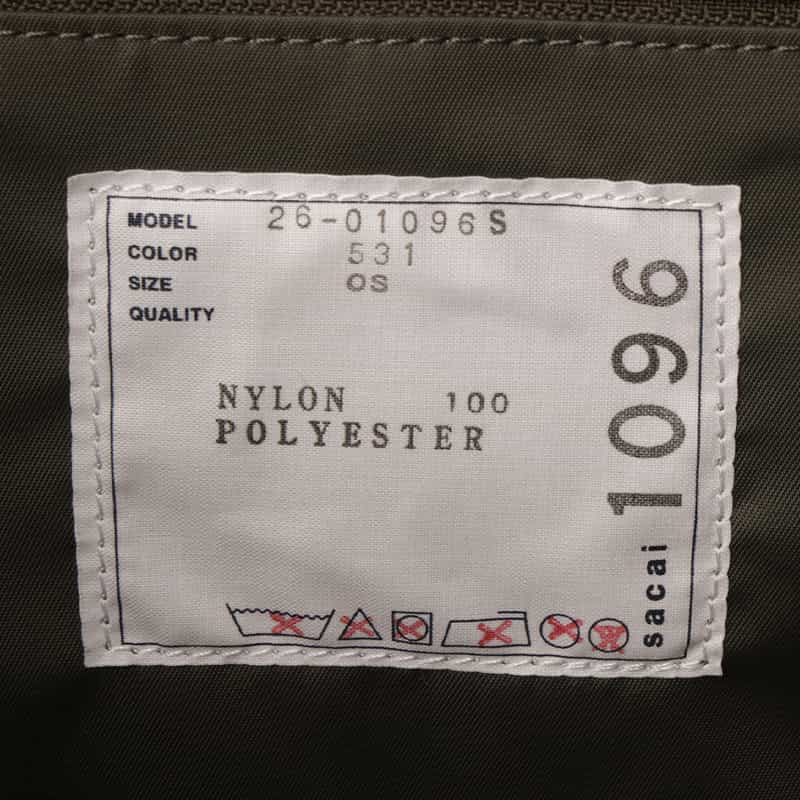 MODEL 26-01096S
COLOR 531
SIZE OS
QUALITY
NYLON 100
POLYESTER
sacai 1096